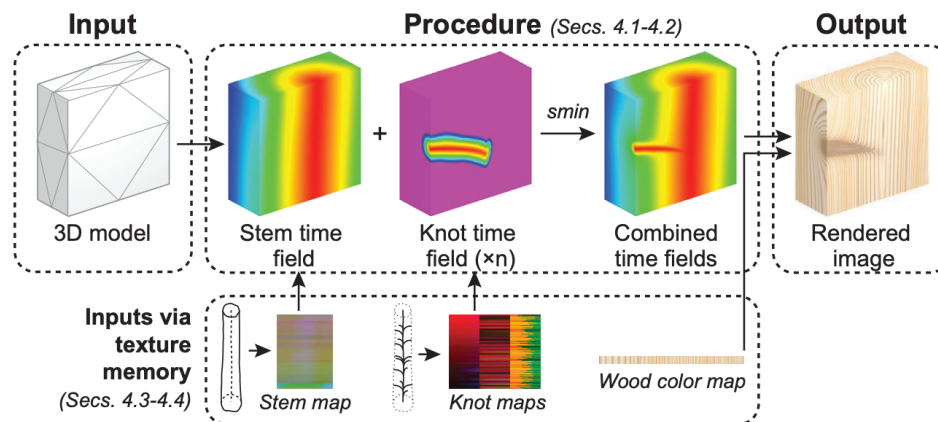 Input
Procedure (Secs. 4.1-4.2)
Output
smin
+
3D model
Stem time
field
Knot time
field (×n)
Combined
time fields
Rendered
image
Inputs via
texture
memory
(Secs. 4.3-4.4)
Stem map
Knot maps
Wood color map